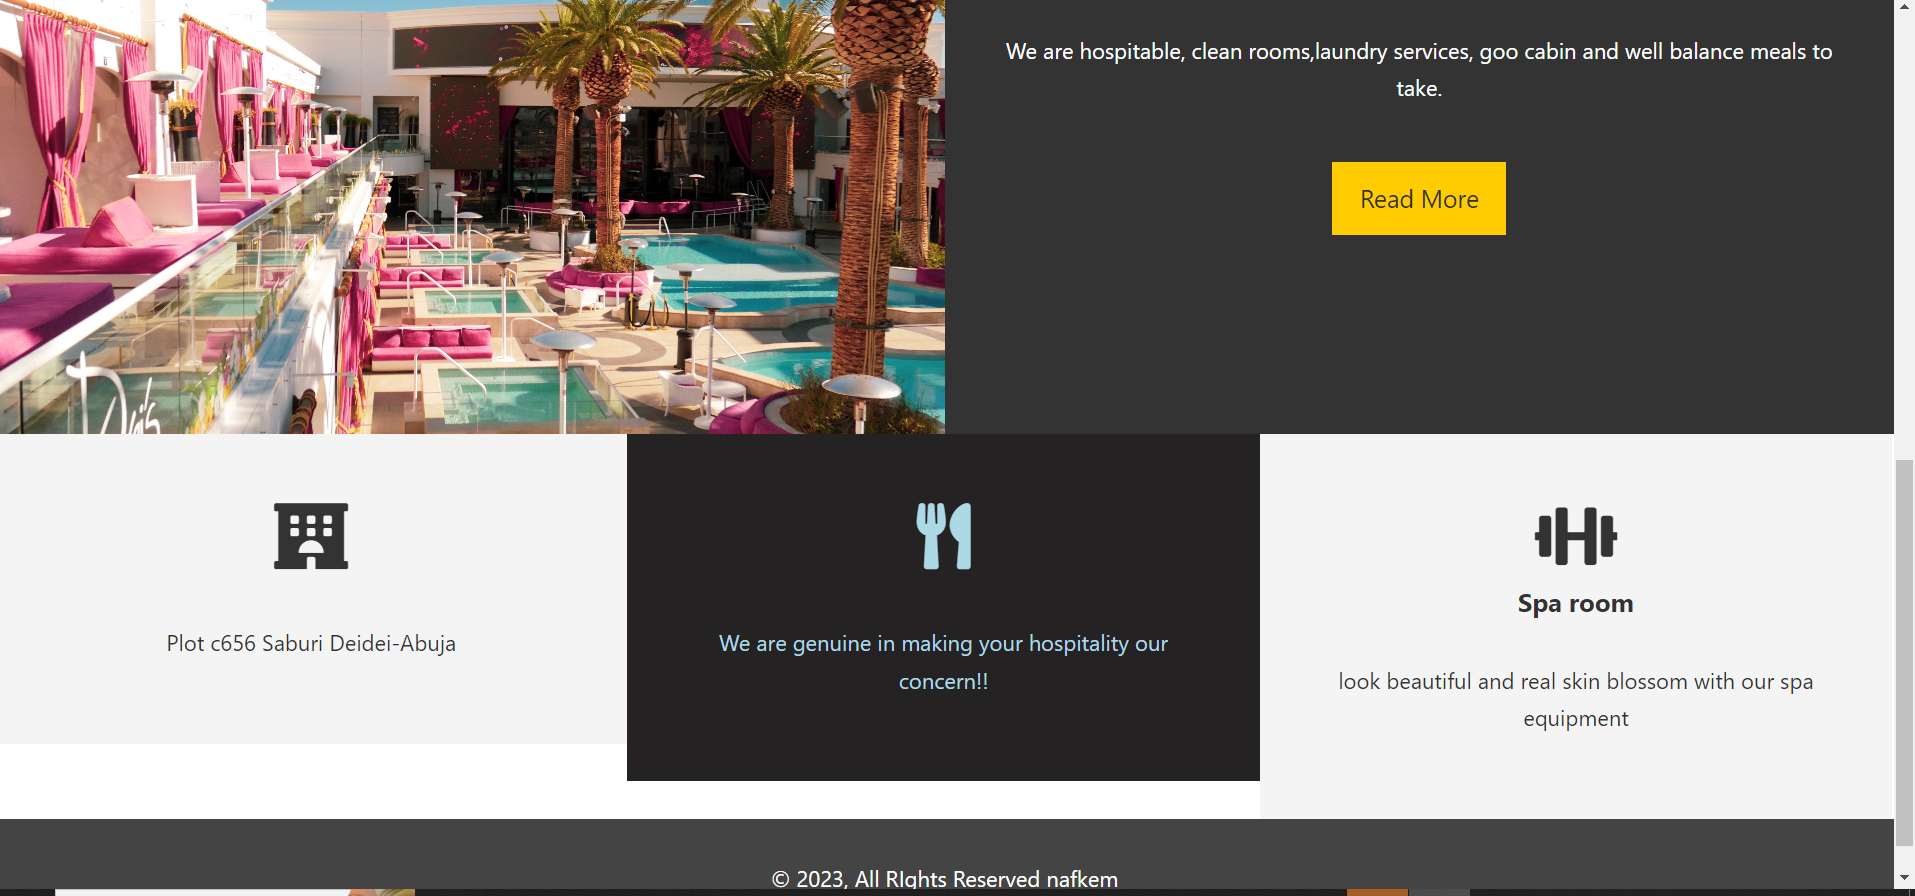 We are hospitable, clean rooms,laundry services, goo cabin and well balance meals to
take.
Read More
Plot c656 Saburi Deidei-Abuja
We are genuine in making your hospitality our
concern!!
Spa room
look beautiful and real skin blossom with our spa
equipment
© 2023, All RIghts Reserved nafkem